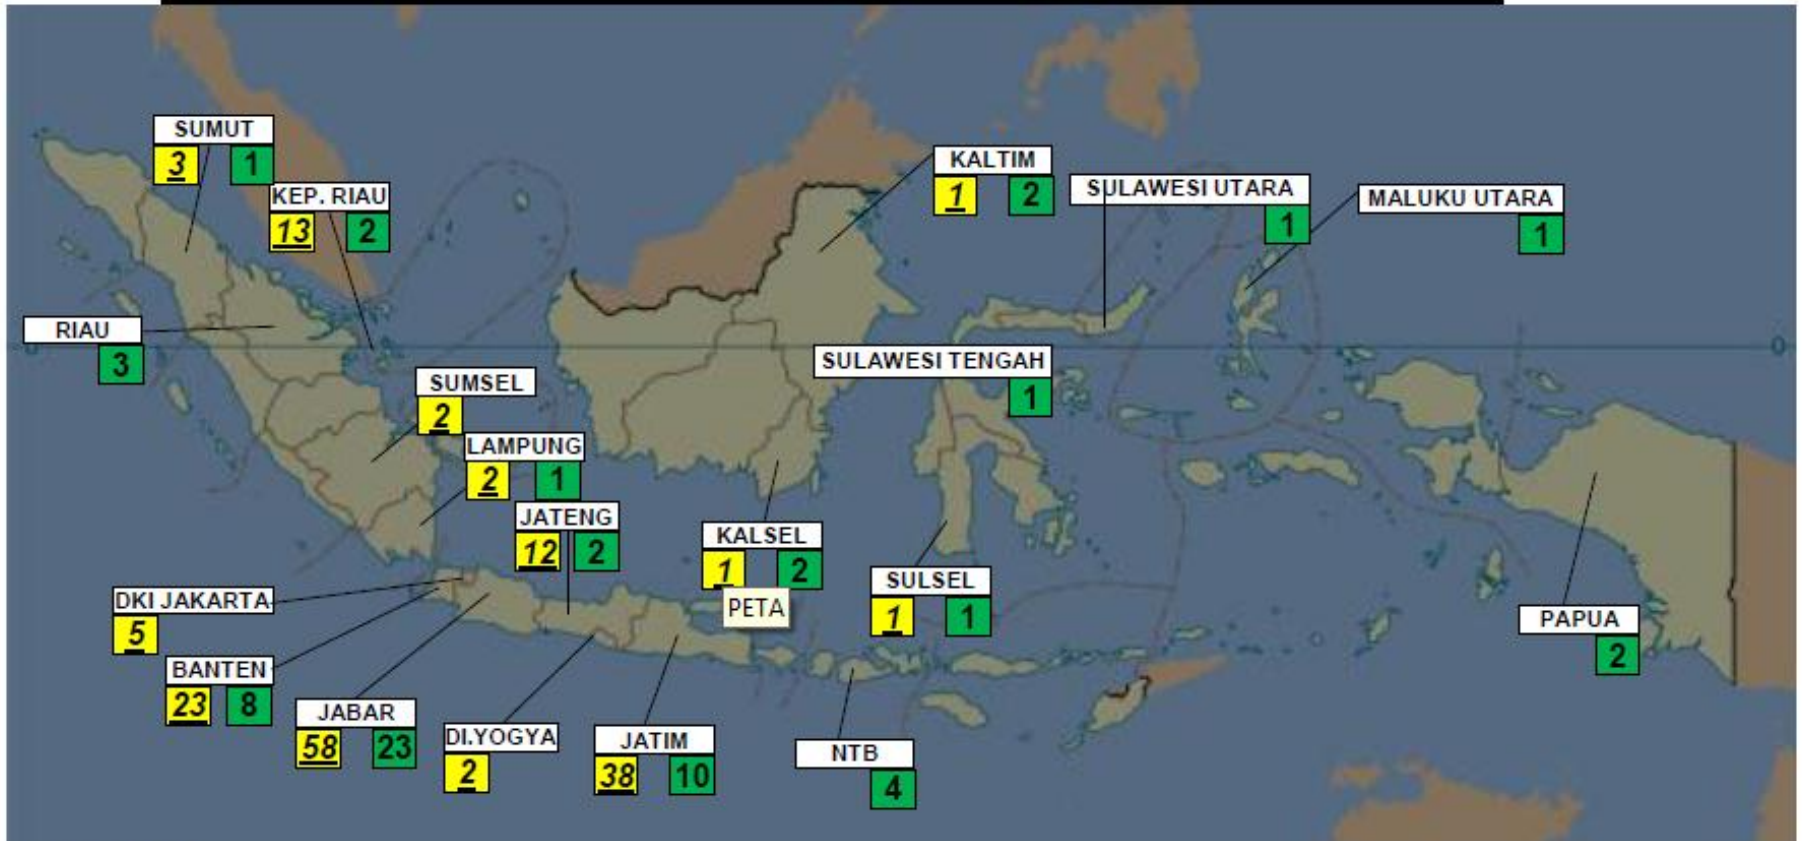 SUMUT
3 1
KEP. RIAU
13 2
KALTIM
1 2
SULAWESI UTARA
1
MALUKU UTARA
1
RIAU
3
SULAWESI TENGAH
1
0
SUMSEL
2
LAMPUNG
2 1
JATENG
12 2
KALSEL
1 2
PETA
SULSEL
1 1
PAPUA
2
DKI JAKARTA
5
BANTEN
23 8
JABAR
58 23
DI.YOGYA
2
JATIM
38 10
NTB
4